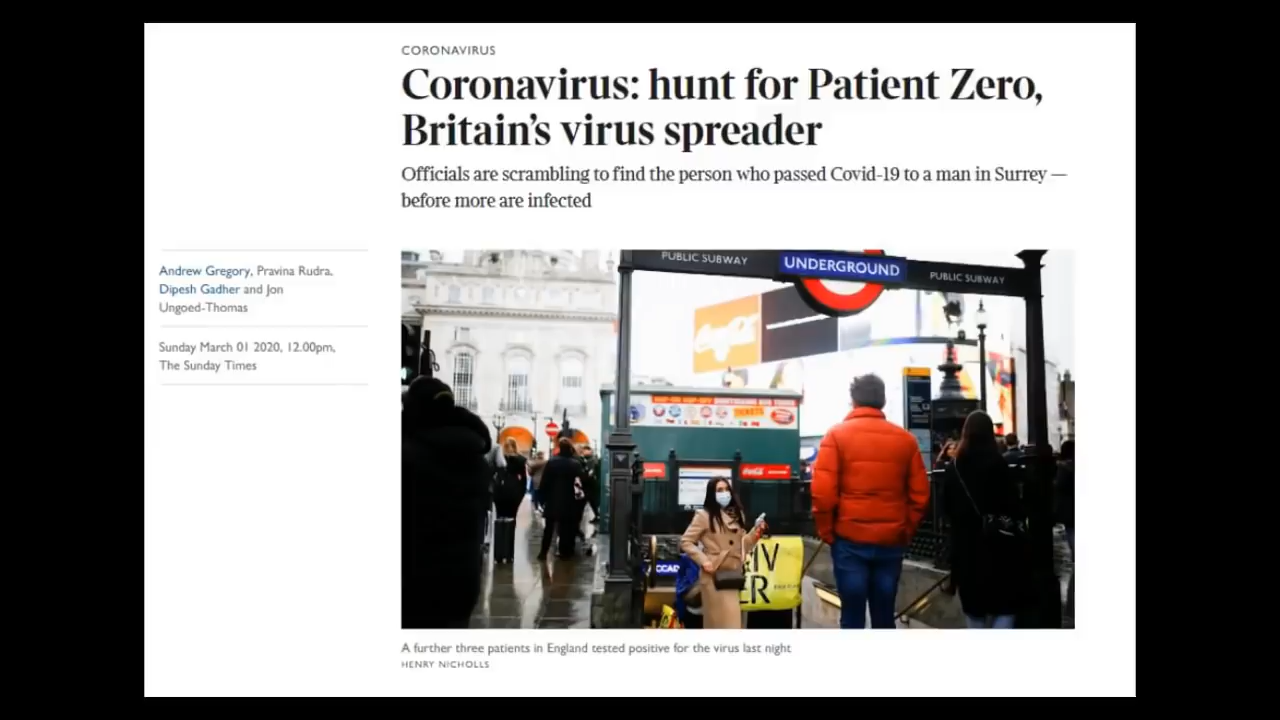 CORONAVIRUS
Coronavirus: hunt for Patient Zero,
Britain's virus spreader
Officials are scrambling to find the person who passed Covid-19 to a man in Surrey —
before more are infected
Andrew Gregory, Pravina Rudra,
Dipesh Gadher and Jon
Ungoed-Thomas
Sunday March 01 2020, 12.00pm,
The Sunday Times
PUBLIC SUBWAY
UNDERGROUND
PUBLIC SUBWAY
Coca-Cola
TICKETS
A further three patients in England tested positive for the virus last night
HENRY NICHOLLS